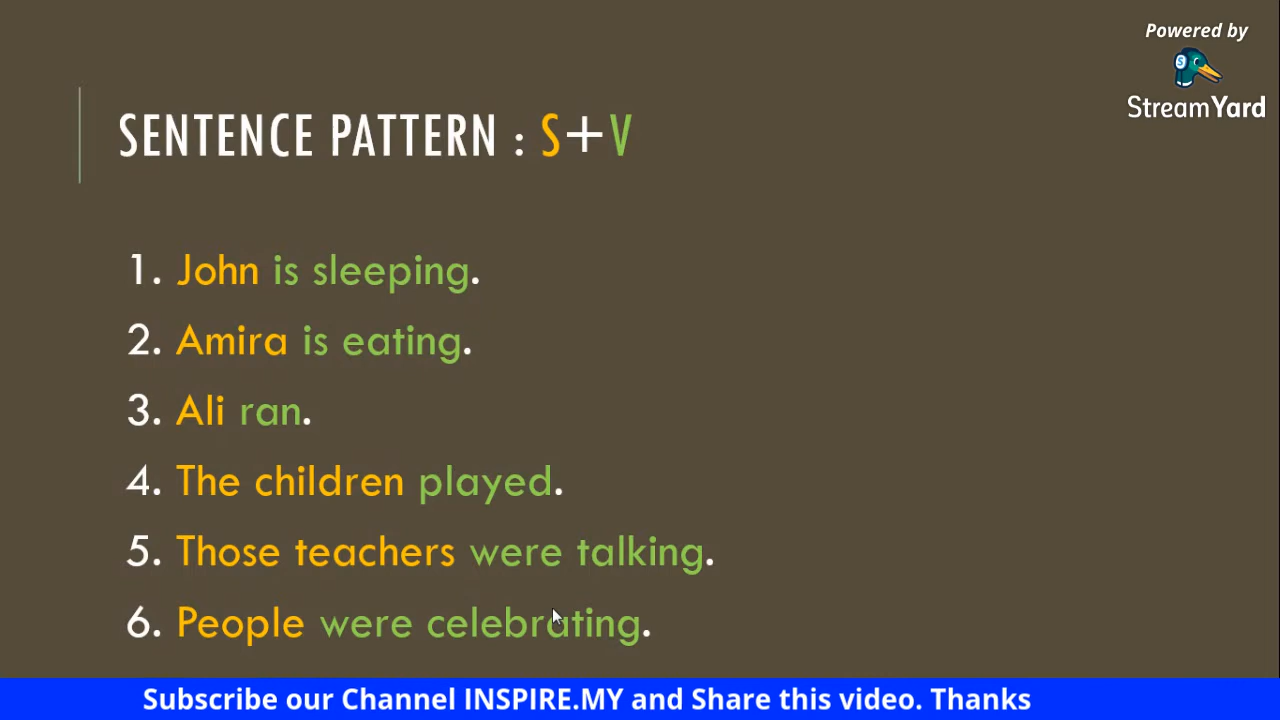 Powered by
StreamYard
SENTENCE PATTERN : S+V
1. John is sleeping.
2. Amira is eating.
3. Ali ran.
4. The children played.
5. Those teachers were talking.
6. People were celebrating.
Subscribe our Channel INSPIRE.MY and Share this video. Thanks